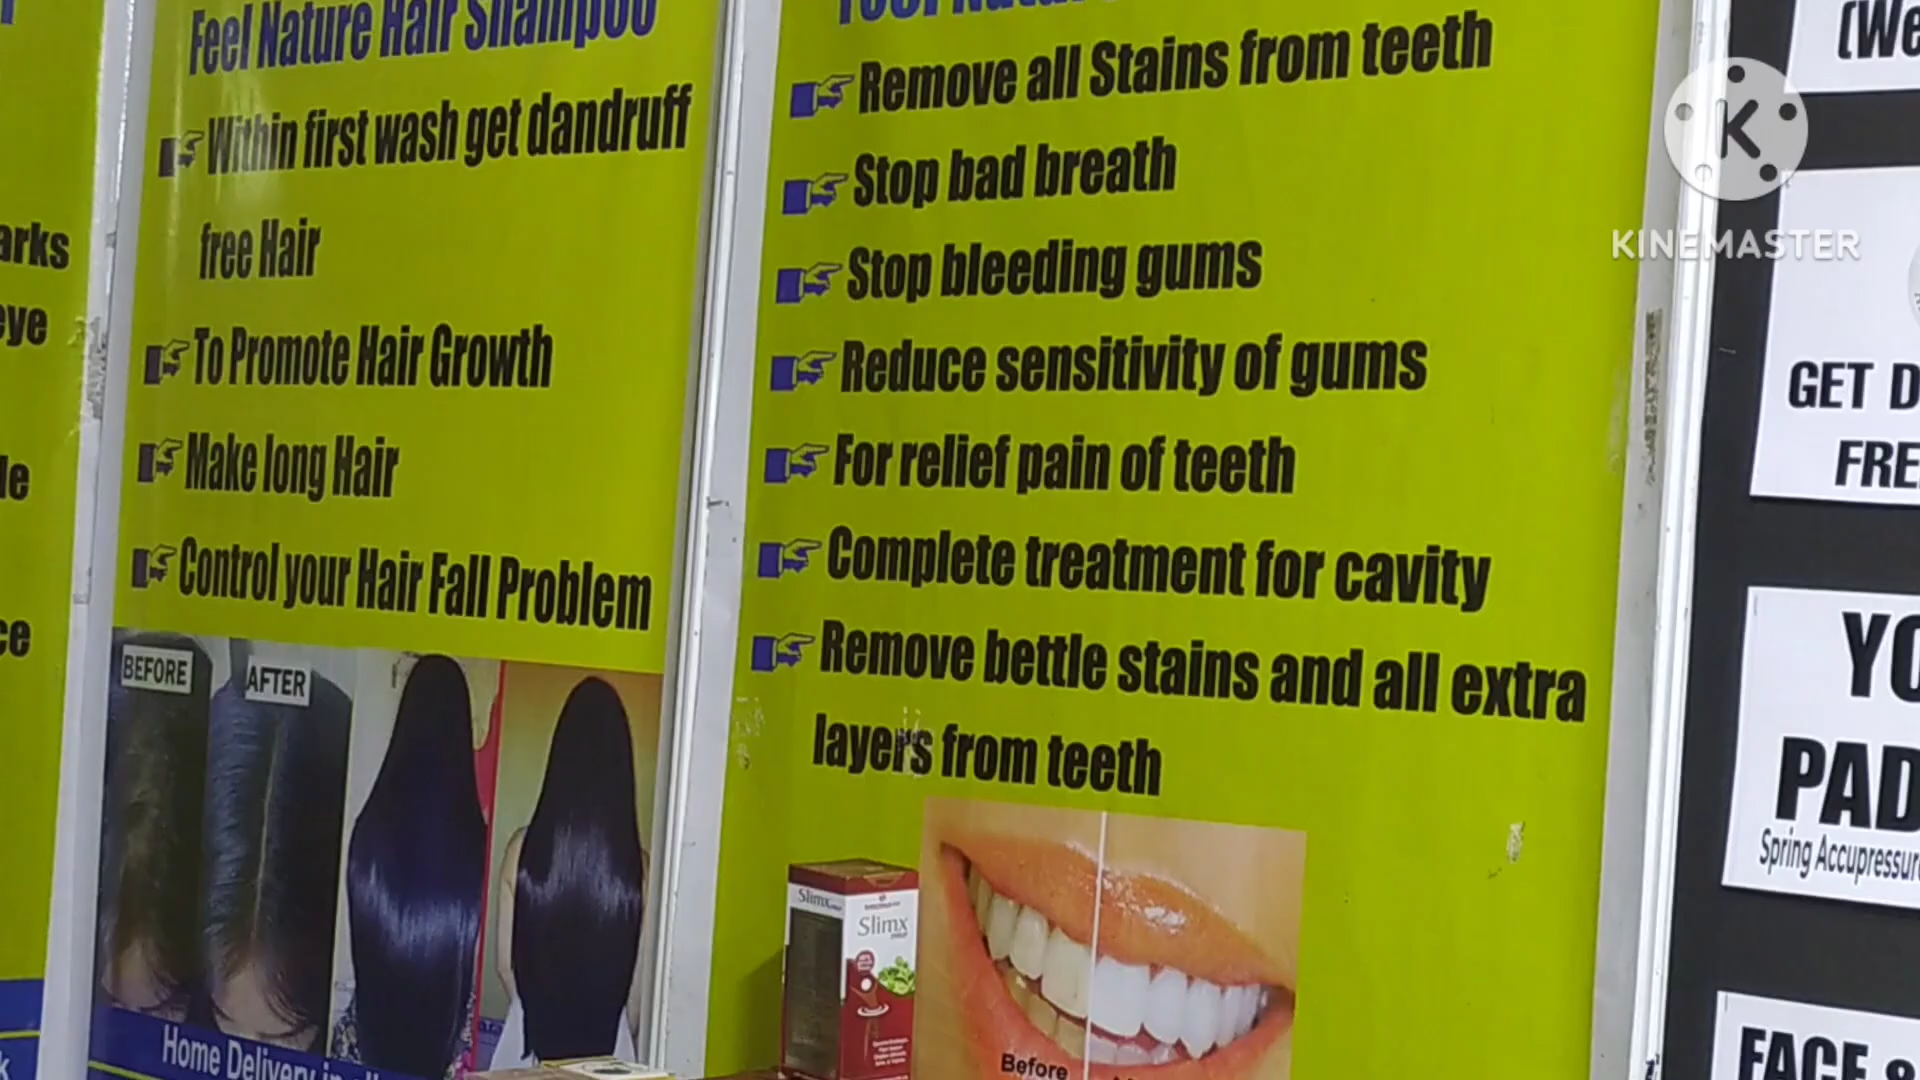 arks
eye
le
ce
k
Feel Nature Hair Shampoo
Within first wash get dandruff
free Hair
To Promote Hair Growth
Make long Hair
Control your Hair Fall Problem
BEFORE
AFTER
Home Delivery in
Remove all Stains from teeth
Stop bad breath
Stop bleeding gums
Reduce sensitivity of gums
For relief pain of teeth
Complete treatment for cavity
Remove bettle stains and all extra
layers from teeth
Slimx
Slimx
Before
K
KINEMASTER
(We
GET D
FRE
YO
PAD
Spring Accupressure
FACE &